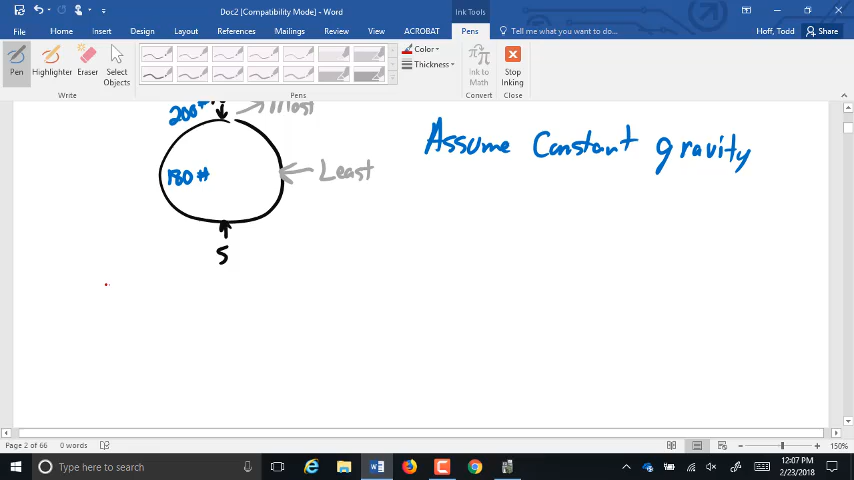 Doc2 [Compatibility Mode] - Word
Ink Tools
Hoff, Todd
File Home Insert Design Layout References Mailings Review View ACROBAT Pens Tell me what you want to do... Share
Pen Highlighter Eraser Select Objects
Color
Thickness
Ink to Math
Stop Inking
Write Pens Convert Close
200# Most
Assume Constant gravity
180# Least
S
Page 2 of 66 0 words 150%
Type here to search
12:07 PM
2/23/2018